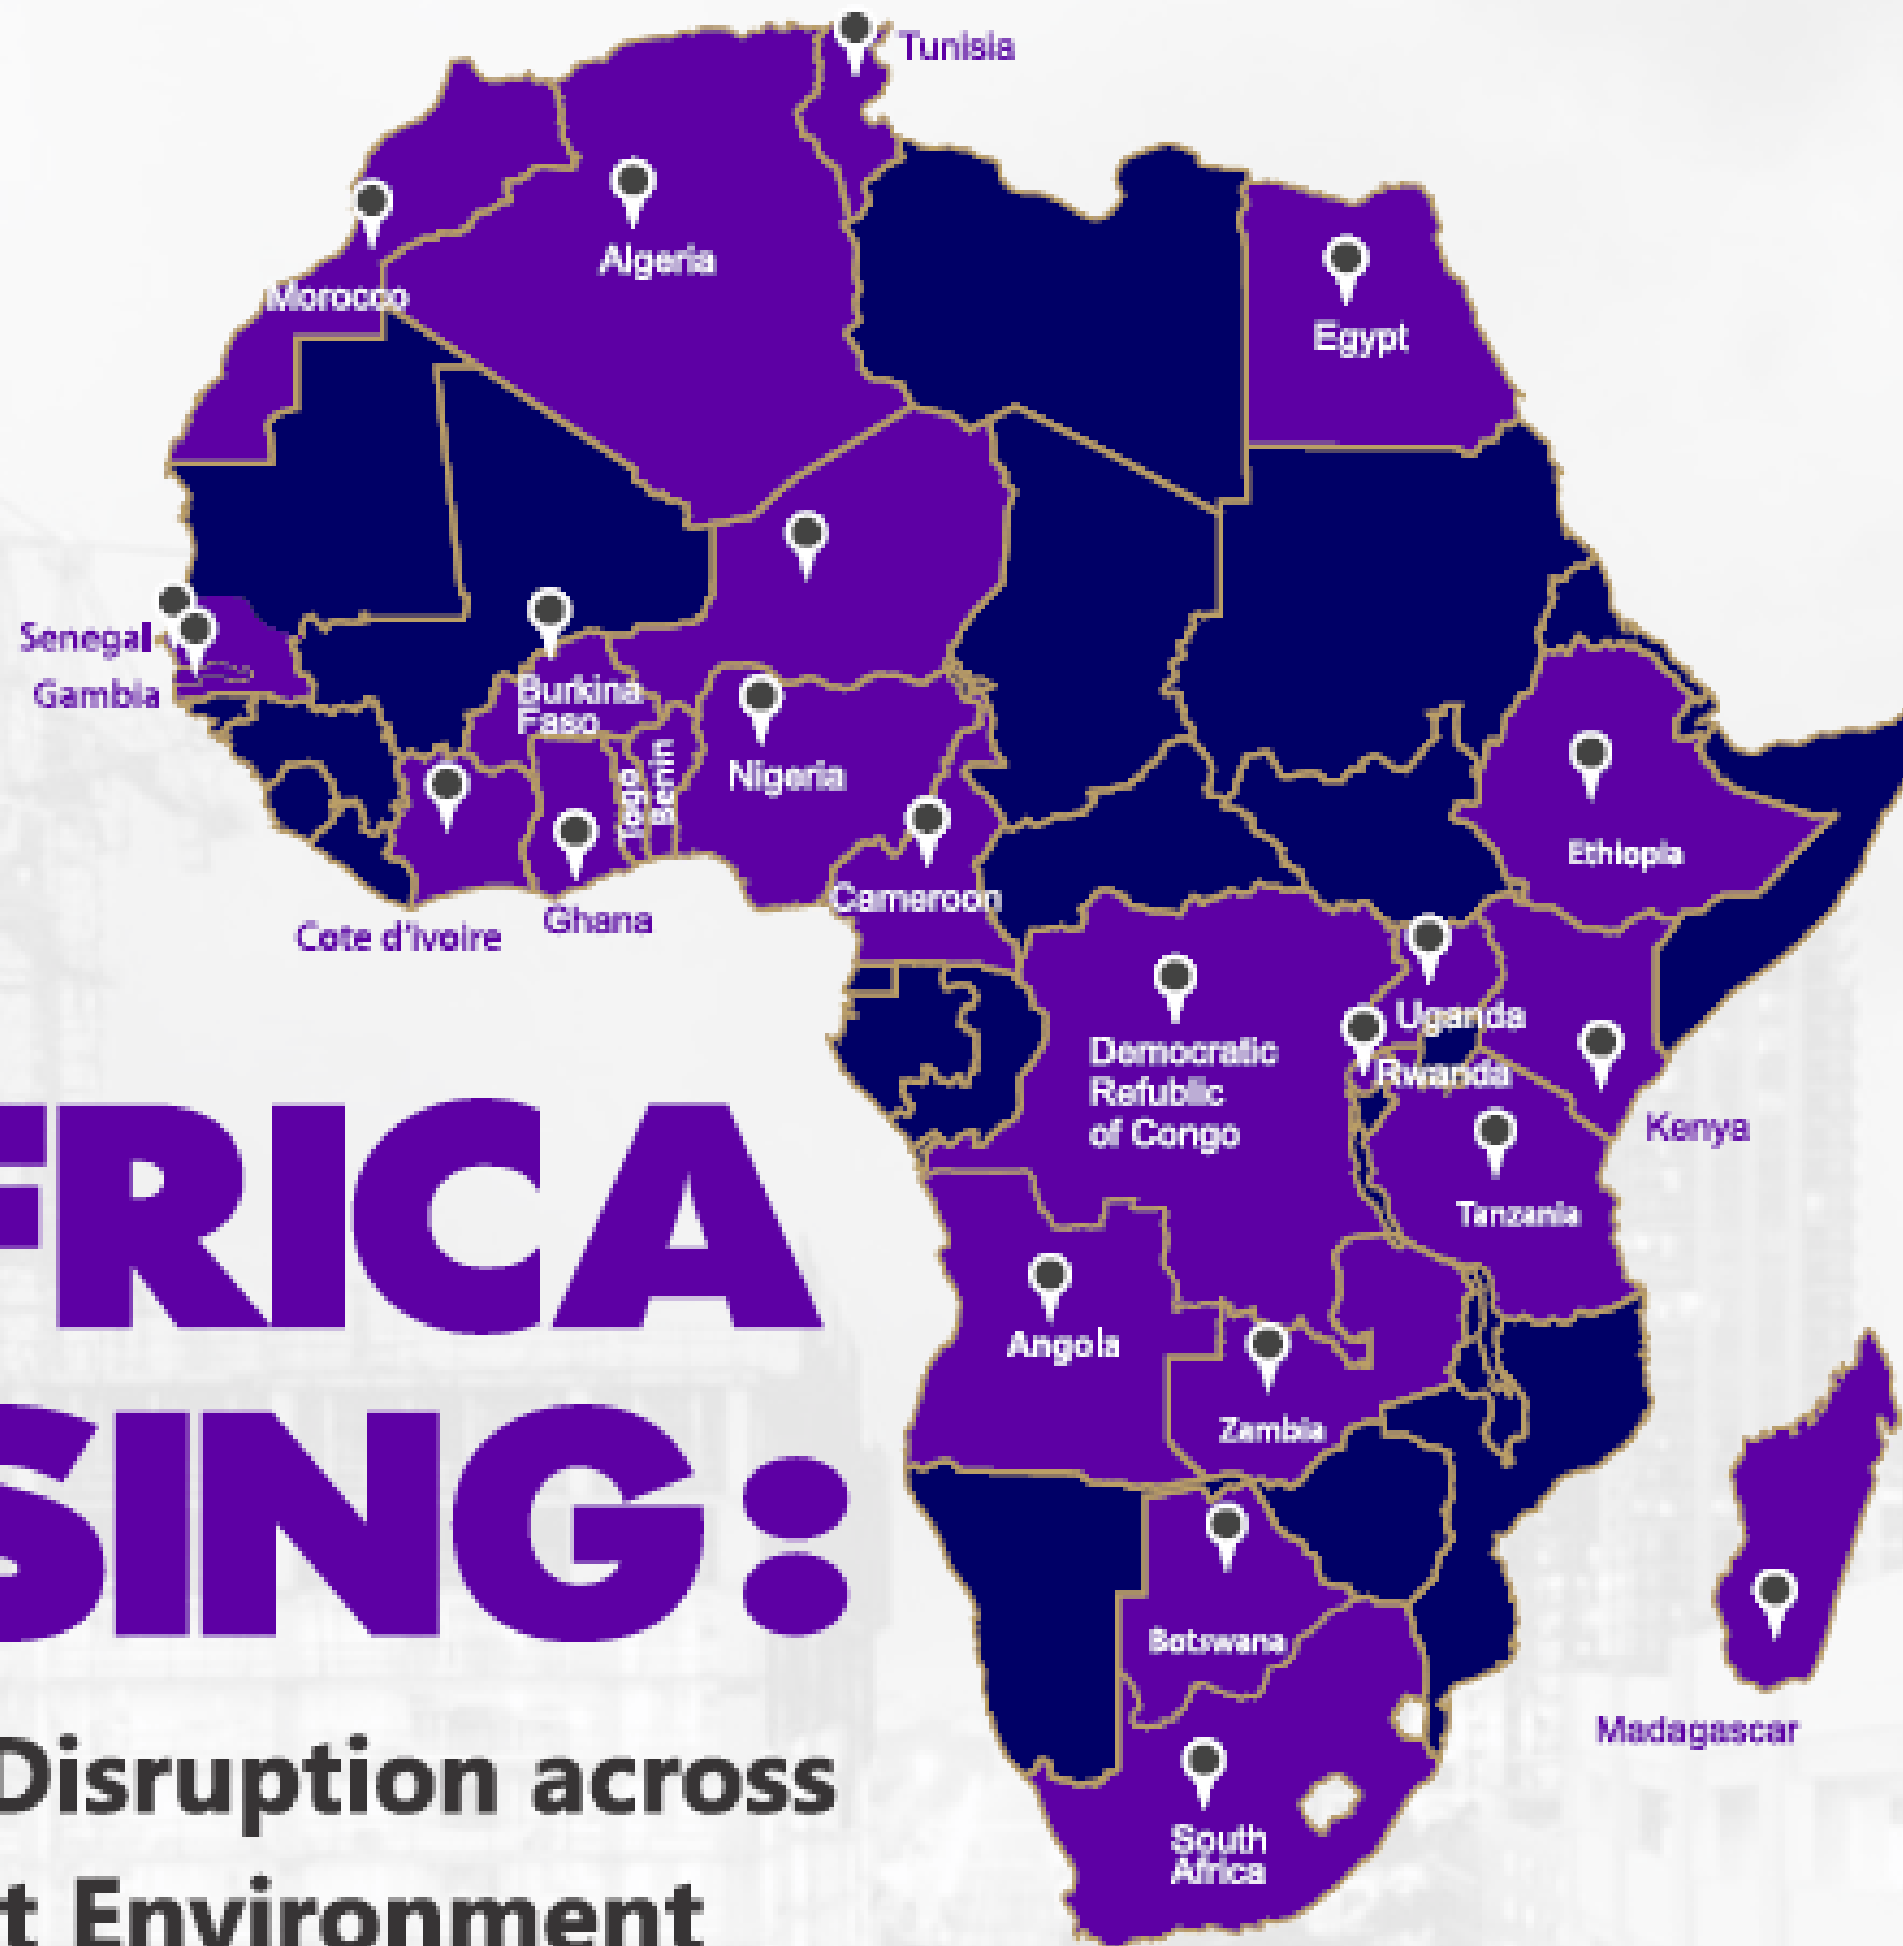 Tunisia
Algeria
Morocco
Egypt
Senegal
Gambia
Burkina
Faso
Togo
Benin
Nigeria
Ethiopia
Cameroon
Ghana
Cote d'ivoire
Uganda
Democratic
Refublic
of Congo
Rwanda
Kenya
Tanzania
Angola
Zambia
Botswana
Madagascar
South
Africa
FRICA
SING:
Disruption across
t Environment